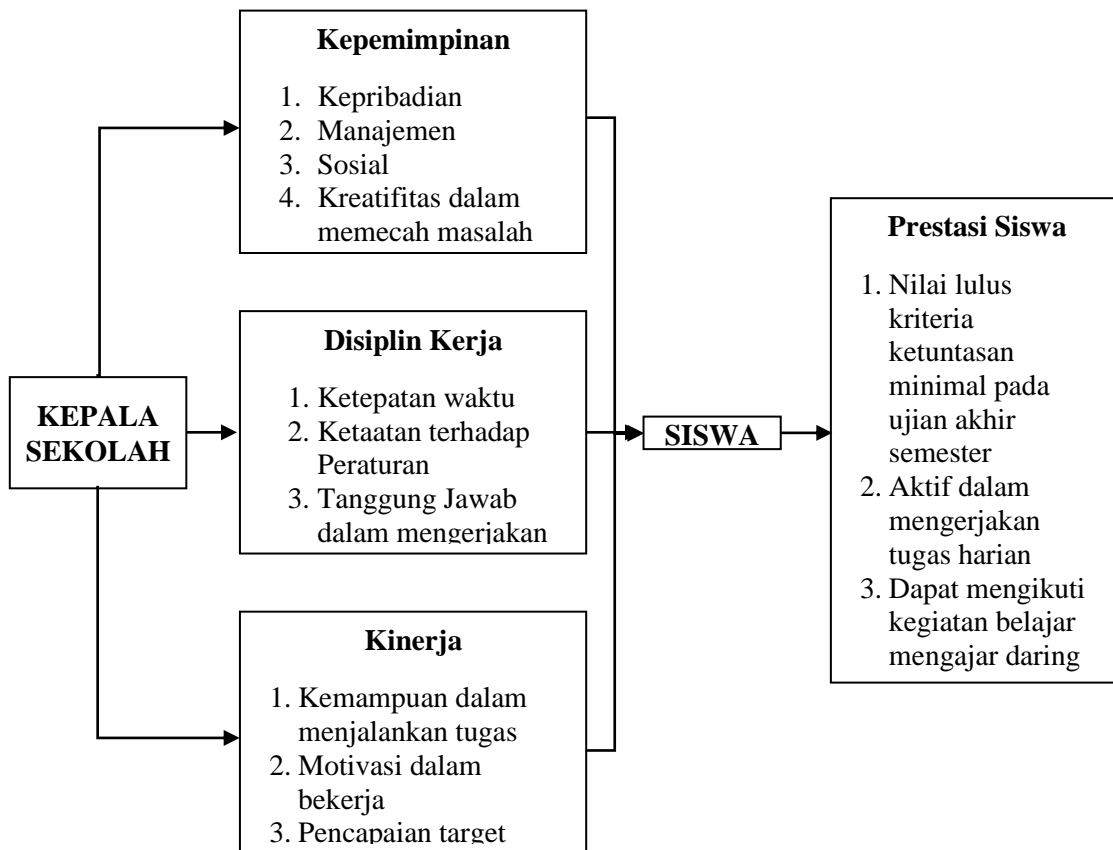 Kepemimpinan
1. Kepribadian
2. Manajemen
3. Sosial
4. Kreatifitas dalam
memecah masalah
Disiplin Kerja
1. Ketepatan waktu
2. Ketaatan terhadap
Peraturan
3. Tanggung Jawab
dalam mengerjakan
Kinerja
1. Kemampuan dalam
menjalankan tugas
2. Motivasi dalam
bekerja
3. Pencapaian target
KEPALA
SEKOLAH
SISWA
Prestasi Siswa
1. Nilai lulus
kriteria
ketuntasan
minimal pada
ujian akhir
semester
2. Aktif dalam
mengerjakan
tugas harian
3. Dapat mengikuti
kegiatan belajar
mengajar daring